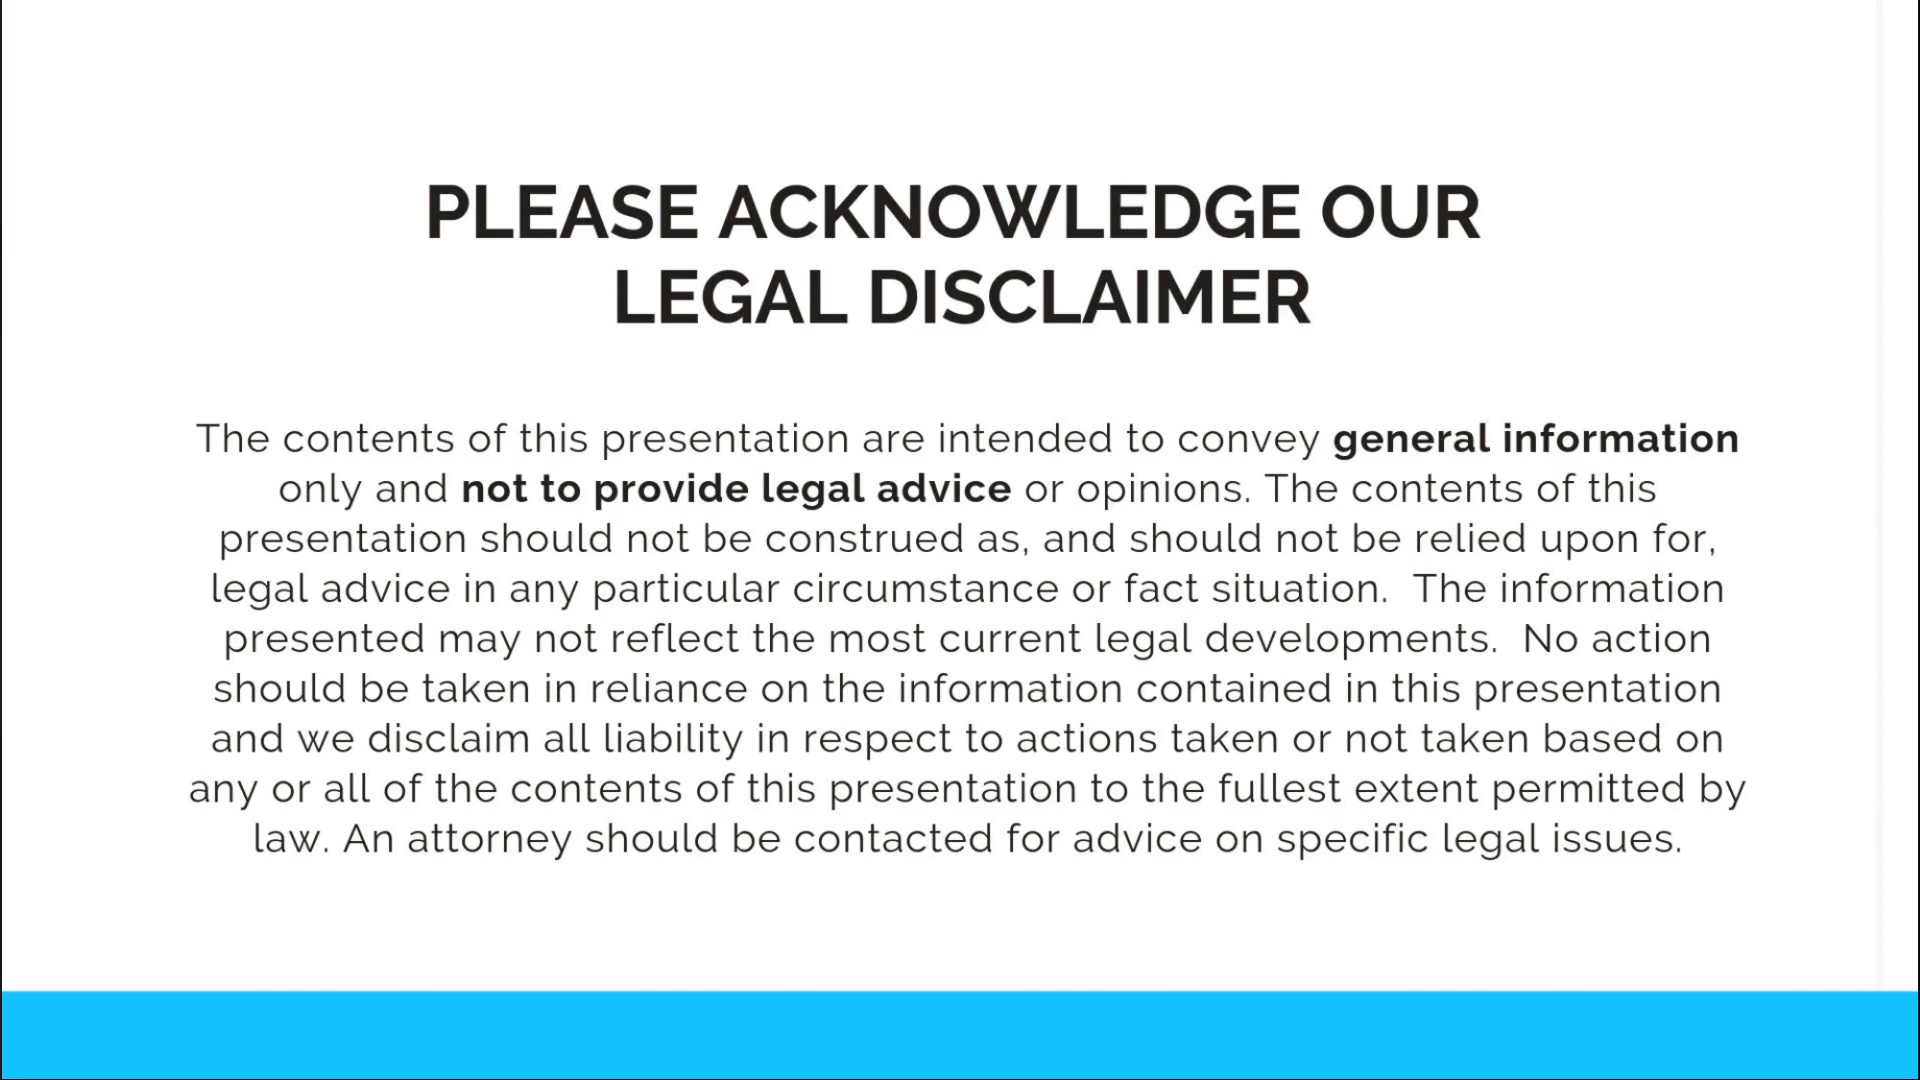 PLEASE ACKNOWLEDGE OUR
LEGAL DISCLAIMER
The contents of this presentation are intended to convey general information
only and not to provide legal advice or opinions. The contents of this
presentation should not be construed as, and should not be relied upon for,
legal advice in any particular circumstance or fact situation.  The information
presented may not reflect the most current legal developments.  No action
should be taken in reliance on the information contained in this presentation
and we disclaim all liability in respect to actions taken or not taken based on
any or all of the contents of this presentation to the fullest extent permitted by
law. An attorney should be contacted for advice on specific legal issues.